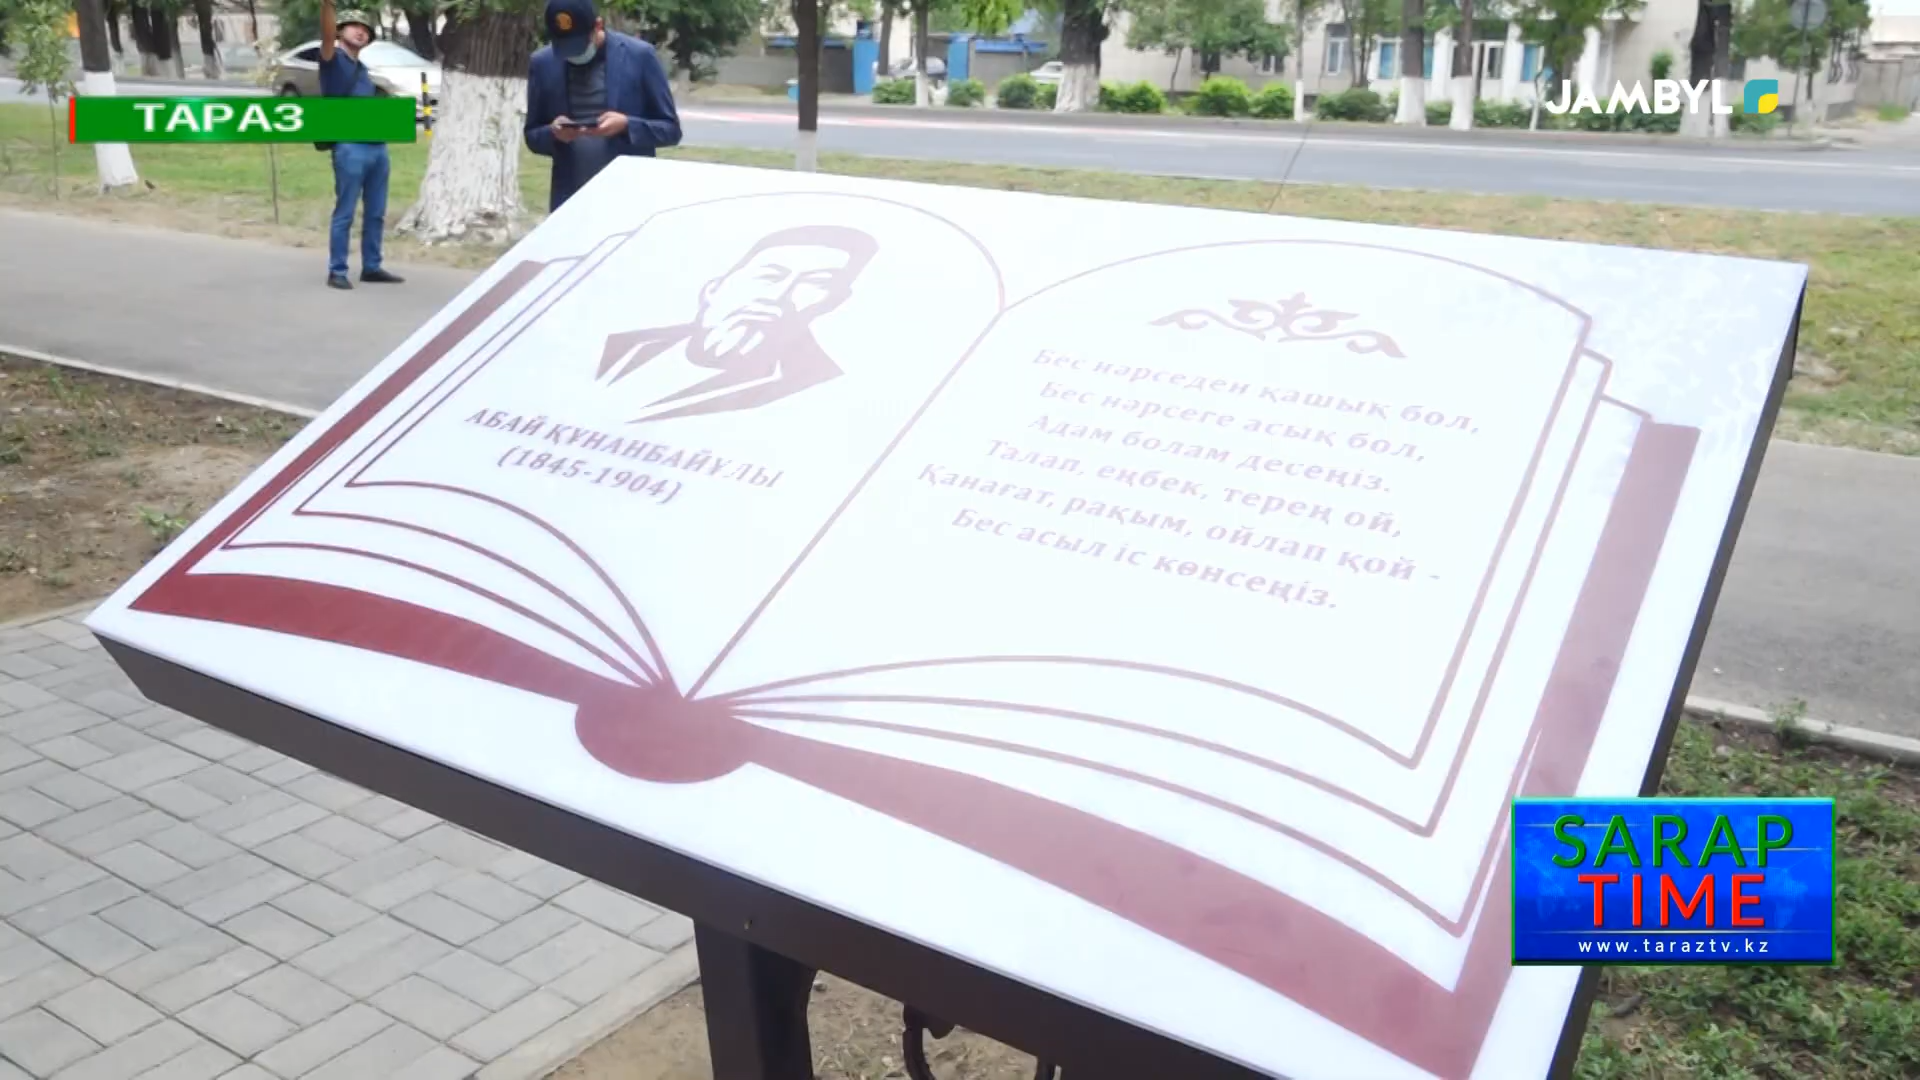 ТАРАЗ
JAMBYL
АБАЙ ҚҰНАНБАЙҰЛЫ
(1845-1904)
Бес нәрседен қашық бол,
Бес нәрсеге асық бол,
Адам болам десеңіз.
Талап, еңбек, терең ой,
Қанағат, рақым, ойлап қой -
Бес асыл іс көнсеңіз.
SARAP
TIME
www.taraztv.kz